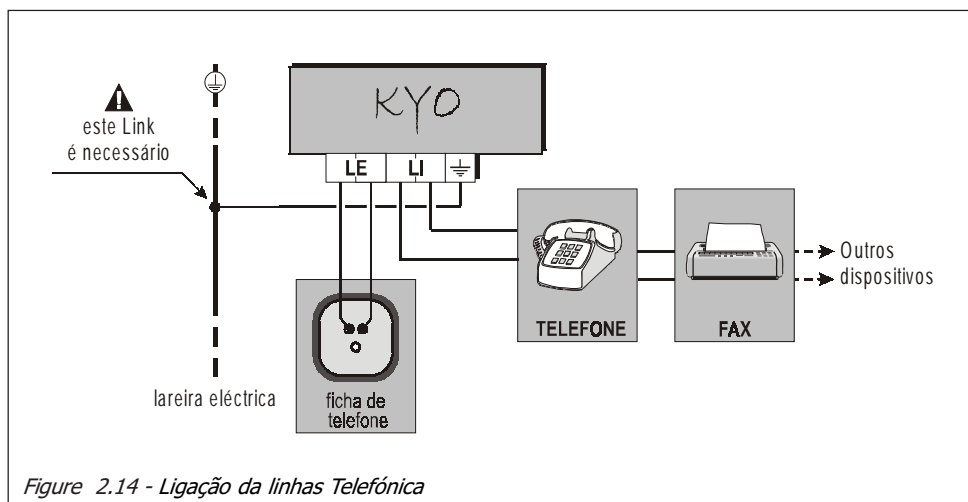 KYO
este Link
é necessário
LE LI
Outros
dispositivos
TELEFONE
FAX
lareira eléctrica
ficha de
telefone
Figure 2.14 - Ligação da linhas Telefónica